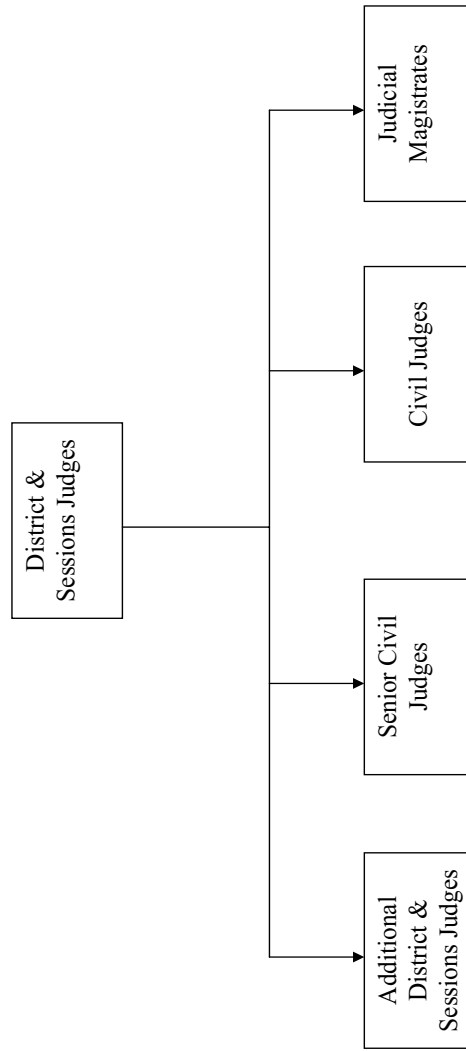 District &
Sessions Judges
Additional
District &
Sessions Judges
Senior Civil
Judges
Civil Judges
Judicial
Magistrates